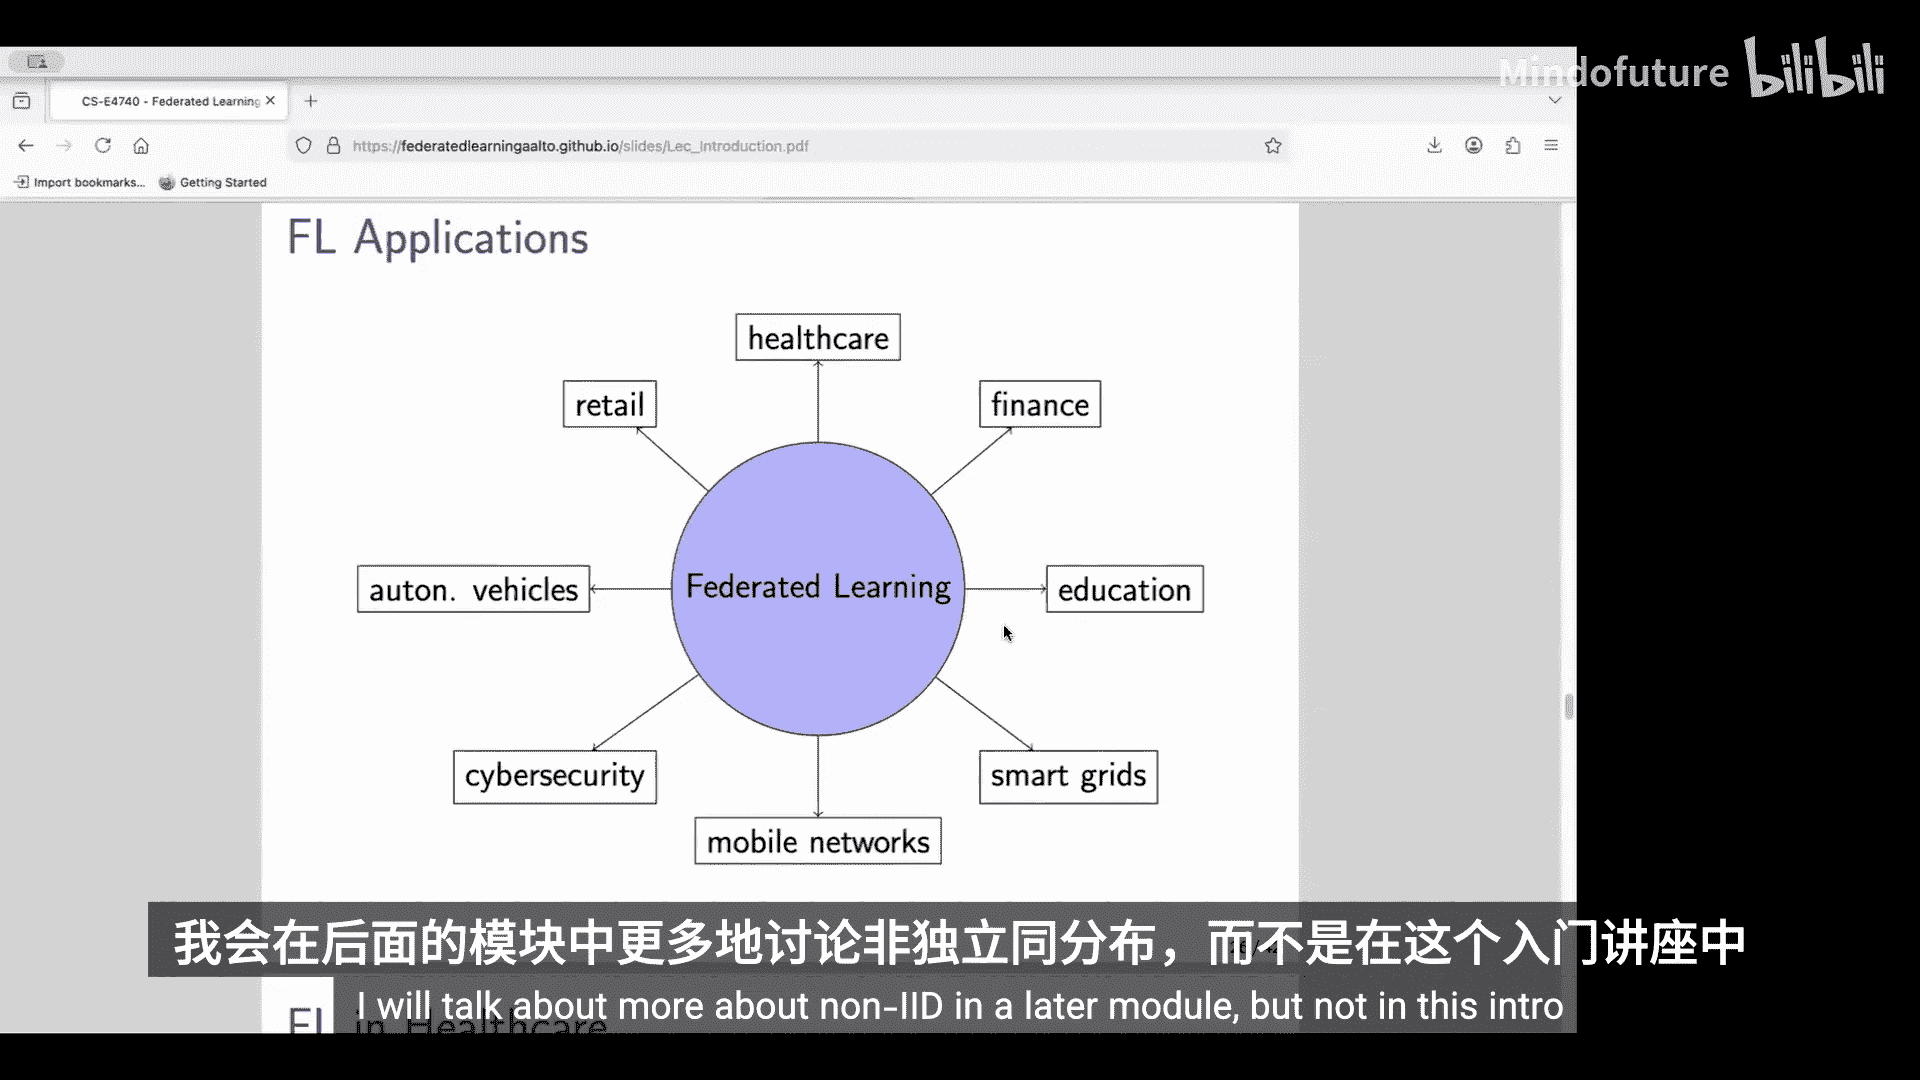 Mindofuture bilibili
CS-E4740 - Federated Learning
https://federatedlearningaalto.github.io/slides/Lec_Introduction.pdf
Import bookmarks... Getting Started
FL Applications
healthcare
retail
finance
auton. vehicles
Federated Learning
education
cybersecurity
smart grids
mobile networks
我会在后面的模块中更多地讨论非独立同分布，而不是在这个入门讲座中
FL in Healthcare
I will talk about more about non-IID in a later module, but not in this intro